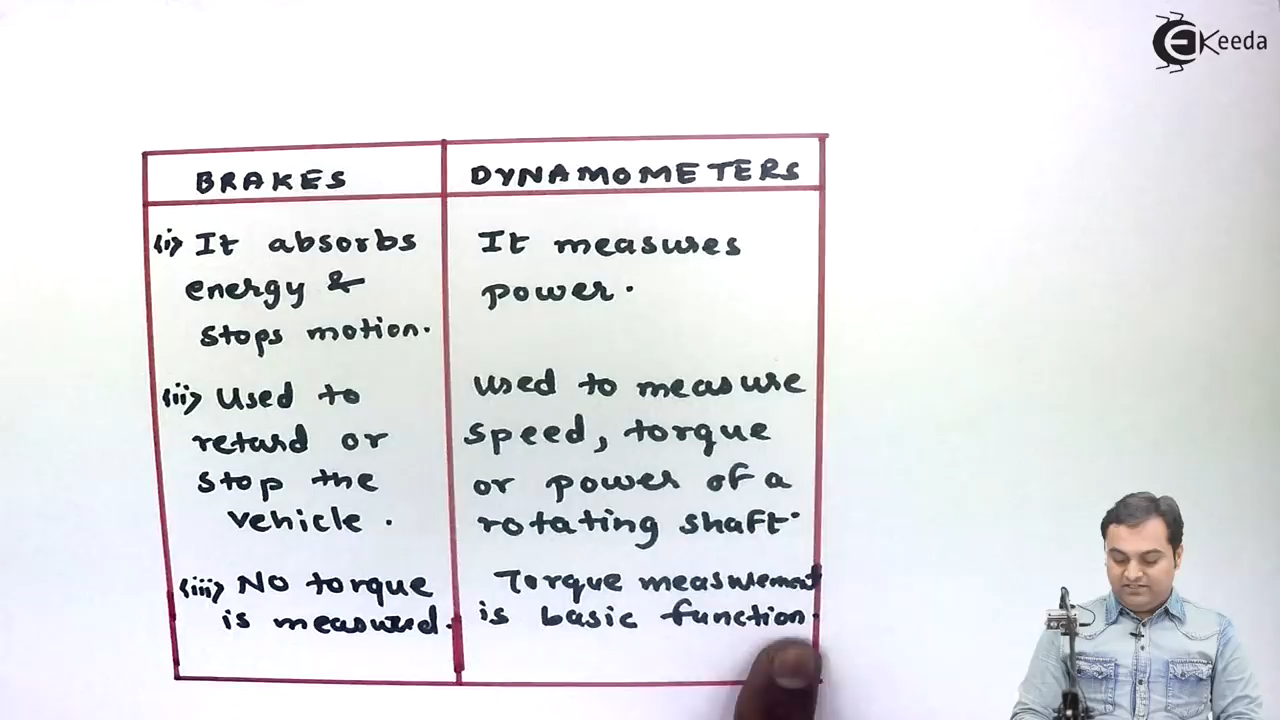 EKeeda
BRAKES
DYNAMOMETERS
(i) It absorbs
energy &
stops motion.
It measures
power.
(ii) Used to
retard or
stop the
vehicle.
used to measure
speed, torque
or power of a
rotating shaft.
(iii) No torque
is measured.
Torque measurement
is basic function.